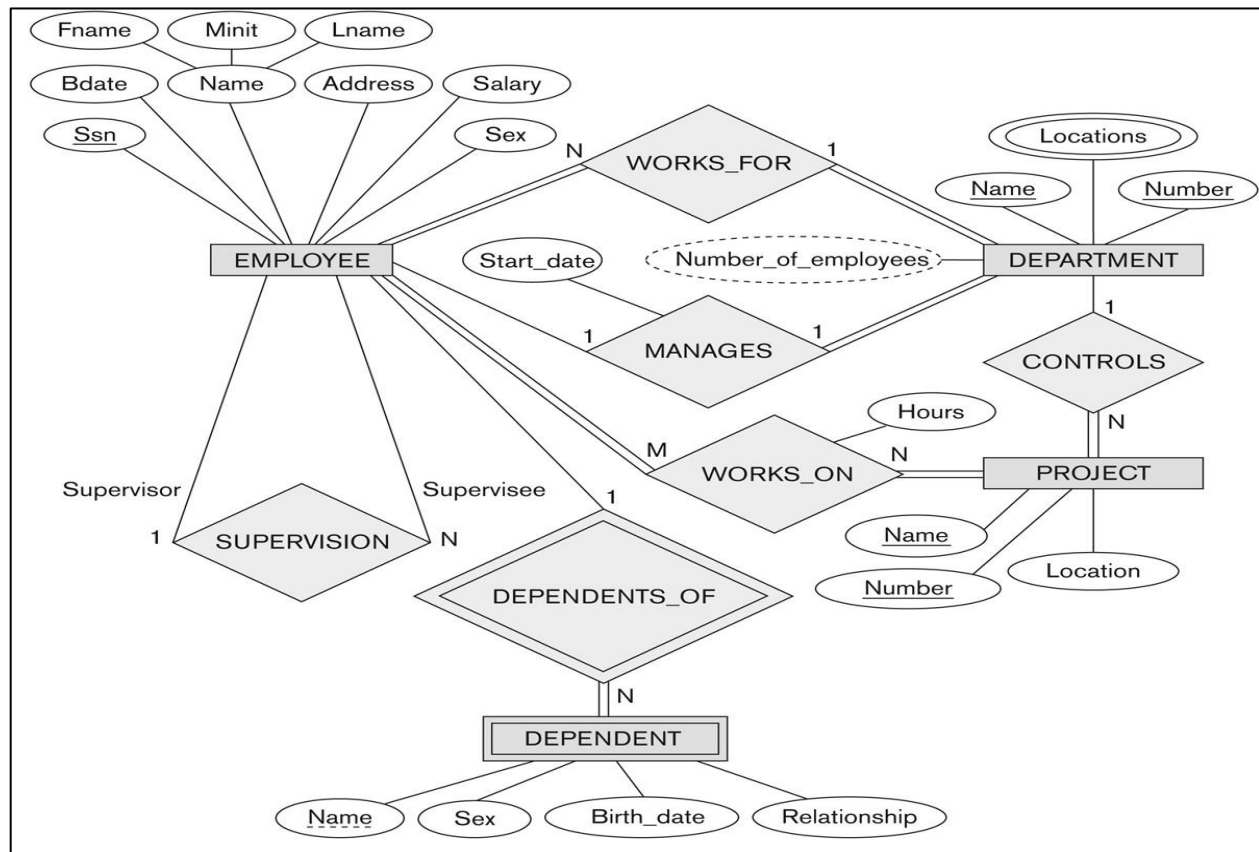 Fname Minit Lname
Bdate Name Address Salary
Ssn Sex
N WORKS_FOR 1
Locations
Name Number
EMPLOYEE
Start_date
Number_of_employees
DEPARTMENT
1 MANAGES 1
1
CONTROLS
N
Hours
M WORKS_ON N
PROJECT
Name
Number
Location
Supervisor Supervisee
1 SUPERVISION N
1
DEPENDENTS_OF
N
DEPENDENT
Name Sex Birth_date Relationship